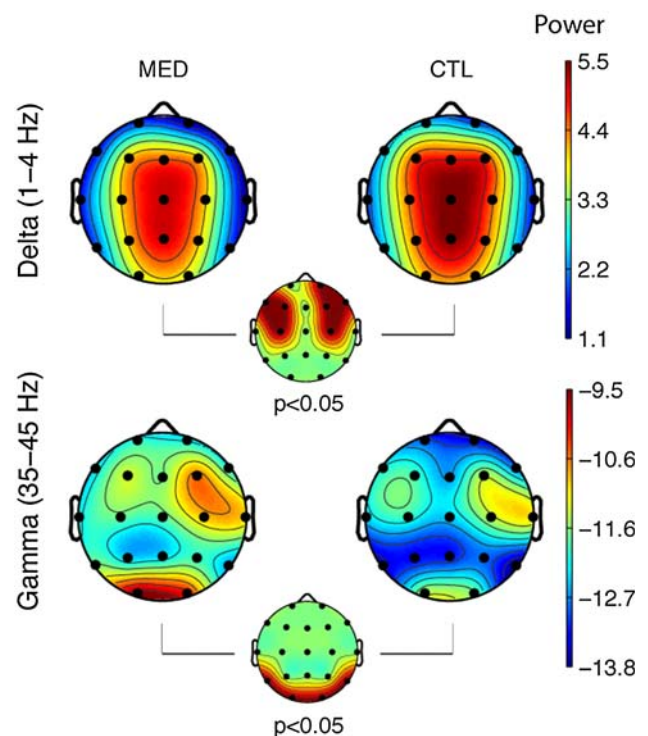 Power
MED
CTL
Delta (1–4 Hz)
5.5
4.4
3.3
2.2
1.1
p<0.05
Gamma (35–45 Hz)
−9.5
−10.6
−11.6
−12.7
−13.8
p<0.05